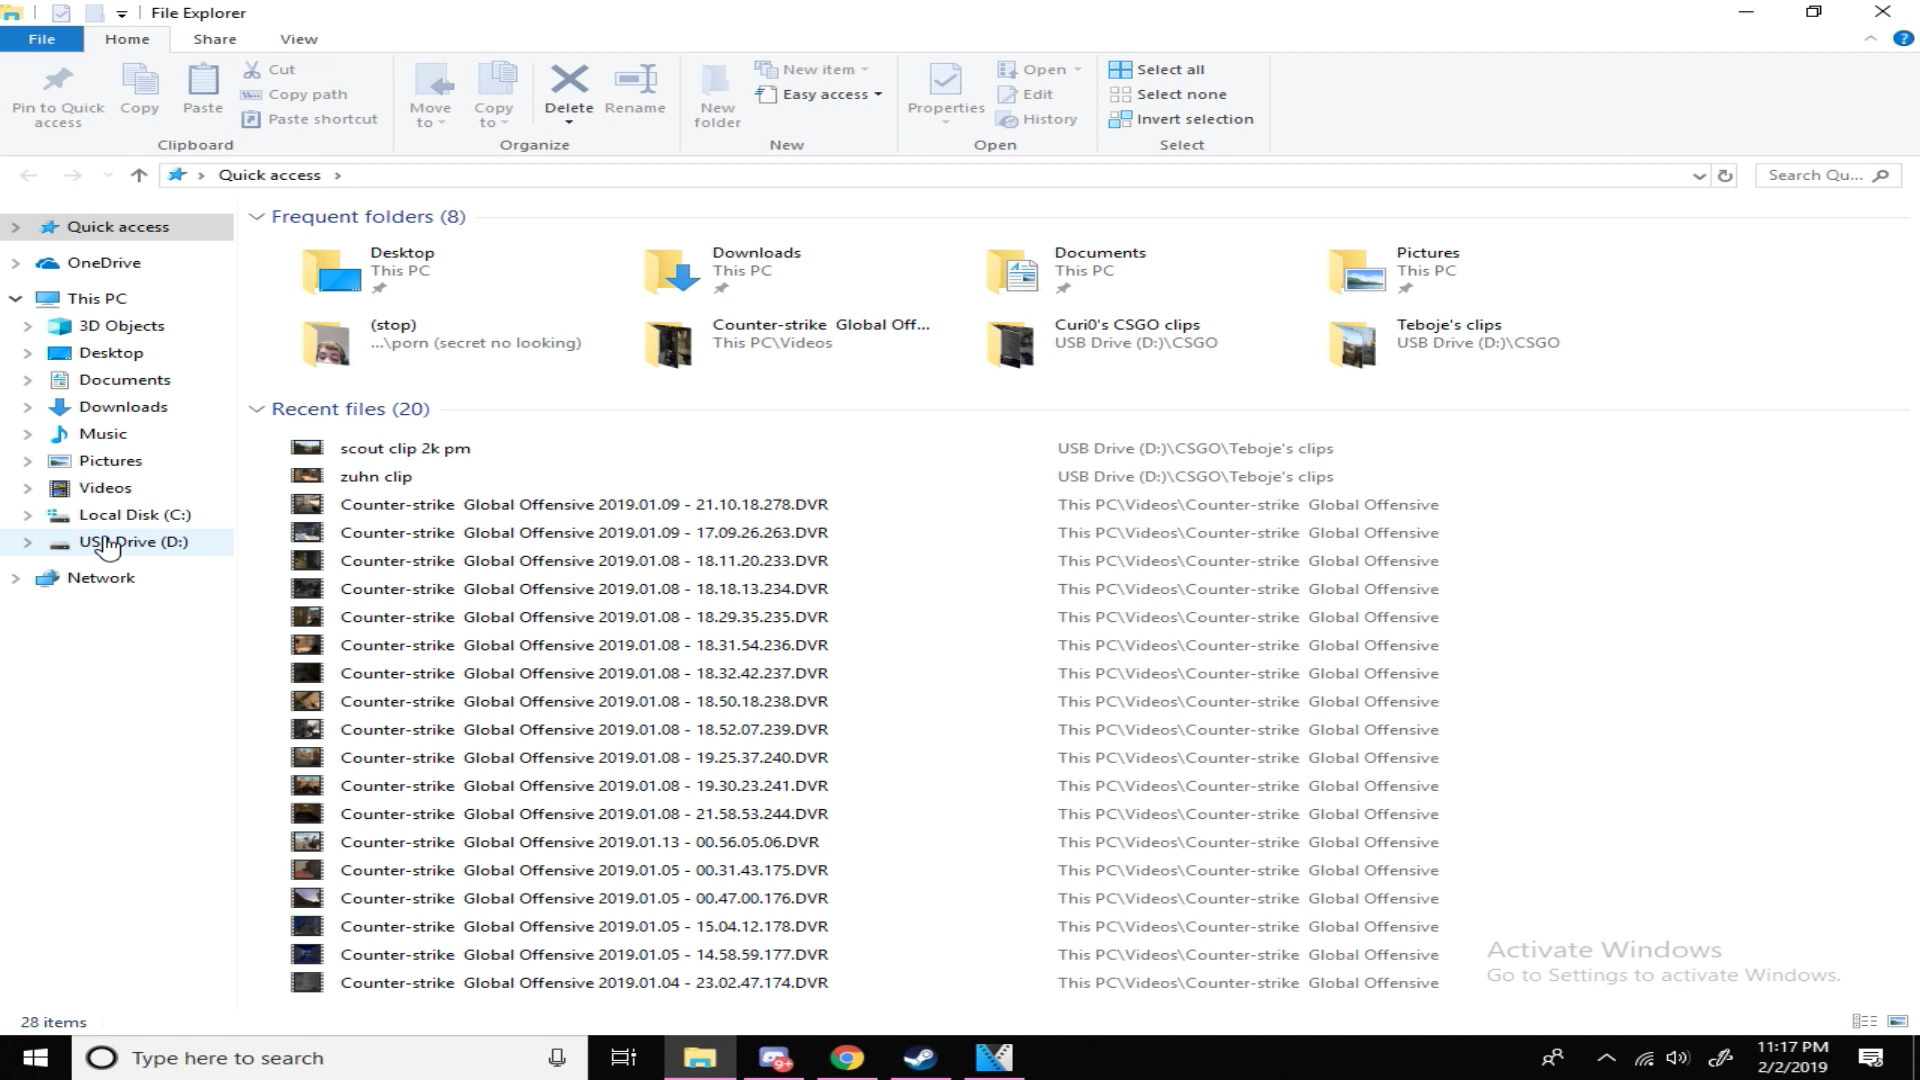 File Explorer
File
Home
Share
View
Pin to Quick access
Copy
Paste
Cut
Copy path
Paste shortcut
Clipboard
Move to
Copy to
Delete
Rename
Organize
New folder
New item
Easy access
New
Properties
Open
Edit
History
Open
Select all
Select none
Invert selection
Select
Quick access
Search Qu...
Quick access
OneDrive
This PC
3D Objects
Desktop
Documents
Downloads
Music
Pictures
Videos
Local Disk (C:)
USB Drive (D:)
Network
Frequent folders (8)
Desktop
This PC
Downloads
This PC
Documents
This PC
Pictures
This PC
(stop)
...\porn (secret no looking)
Counter-strike Global Off...
This PC\Videos
Curi0's CSGO clips
USB Drive (D:)\CSGO
Teboje's clips
USB Drive (D:)\CSGO
Recent files (20)
scout clip 2k pm USB Drive (D:)\CSGO\Teboje's clips
zuhn clip USB Drive (D:)\CSGO\Teboje's clips
Counter-strike Global Offensive 2019.01.09 - 21.10.18.278.DVR This PC\Videos\Counter-strike Global Offensive
Counter-strike Global Offensive 2019.01.09 - 17.09.26.263.DVR This PC\Videos\Counter-strike Global Offensive
Counter-strike Global Offensive 2019.01.08 - 18.11.20.233.DVR This PC\Videos\Counter-strike Global Offensive
Counter-strike Global Offensive 2019.01.08 - 18.18.13.234.DVR This PC\Videos\Counter-strike Global Offensive
Counter-strike Global Offensive 2019.01.08 - 18.29.35.235.DVR This PC\Videos\Counter-strike Global Offensive
Counter-strike Global Offensive 2019.01.08 - 18.31.54.236.DVR This PC\Videos\Counter-strike Global Offensive
Counter-strike Global Offensive 2019.01.08 - 18.32.42.237.DVR This PC\Videos\Counter-strike Global Offensive
Counter-strike Global Offensive 2019.01.08 - 18.50.18.238.DVR This PC\Videos\Counter-strike Global Offensive
Counter-strike Global Offensive 2019.01.08 - 18.52.07.239.DVR This PC\Videos\Counter-strike Global Offensive
Counter-strike Global Offensive 2019.01.08 - 19.25.37.240.DVR This PC\Videos\Counter-strike Global Offensive
Counter-strike Global Offensive 2019.01.08 - 19.30.23.241.DVR This PC\Videos\Counter-strike Global Offensive
Counter-strike Global Offensive 2019.01.08 - 21.58.53.244.DVR This PC\Videos\Counter-strike Global Offensive
Counter-strike Global Offensive 2019.01.13 - 00.56.05.06.DVR This PC\Videos\Counter-strike Global Offensive
Counter-strike Global Offensive 2019.01.05 - 00.31.43.175.DVR This PC\Videos\Counter-strike Global Offensive
Counter-strike Global Offensive 2019.01.05 - 00.47.00.176.DVR This PC\Videos\Counter-strike Global Offensive
Counter-strike Global Offensive 2019.01.05 - 15.04.12.178.DVR This PC\Videos\Counter-strike Global Offensive
Counter-strike Global Offensive 2019.01.05 - 14.58.59.177.DVR This PC\Videos\Counter-strike Global Offensive
Counter-strike Global Offensive 2019.01.04 - 23.02.47.174.DVR This PC\Videos\Counter-strike Global Offensive
Activate Windows
Go to Settings to activate Windows.
28 items
Type here to search
9+
11:17 PM
2/2/2019